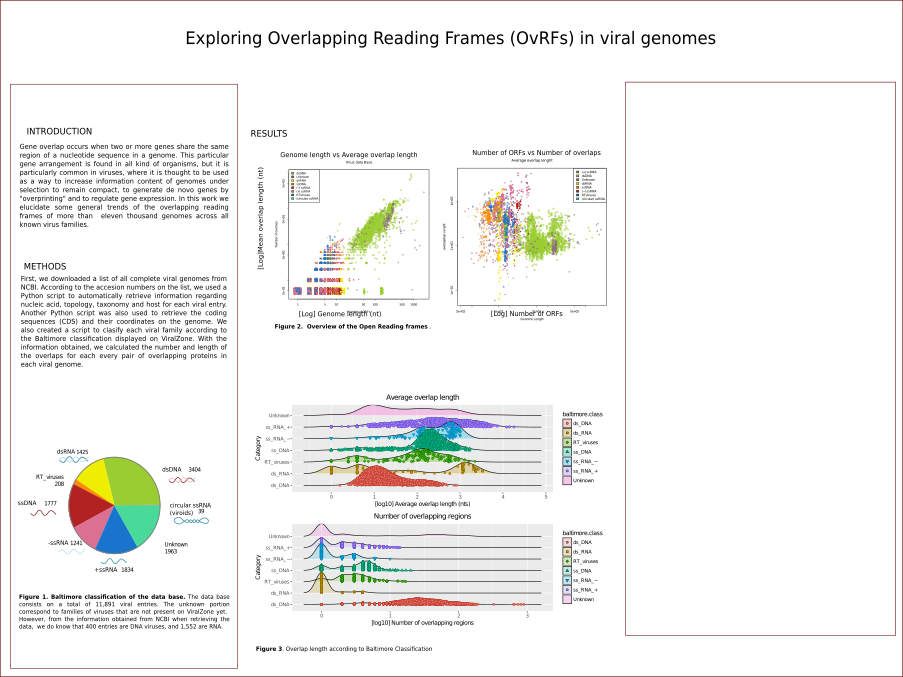 Exploring Overlapping Reading Frames (OvRFs) in viral genomes
INTRODUCTION
Gene overlap occurs when two or more genes share the same
region of a nucleotide sequence in a genome. This particular
gene arrangement is found in all kind of organisms, but it is
particularly common in viruses, where it is thought to be used
as a way to increase information content of genomes under
selection to remain compact, to generate de novo genes by
"overprinting" and to regulate gene expression. In this work we
elucidate some general trends of the overlapping reading
frames of more than eleven thousand genomes across all
known virus families.
METHODS
First, we downloaded a list of all complete viral genomes from
NCBI. According to the accesion numbers on the list, we used a
Python script to automatically retrieve information regarding
nucleic acid, topology, taxonomy and host for each viral entry.
Another Python script was also used to retrieve the coding
sequences (CDS) and their coordinates on the genome. We
also created a script to clasify each viral family according to
the Baltimore classification displayed on ViralZone. With the
information obtained, we calculated the number and length of
the overlaps for each every pair of overlapping proteins in
each viral genome.
dsRNA 1425
RT_viruses
208
ssDNA 1777
-ssRNA 1241
+ssRNA 1834
dsDNA 3404
circular ssRNA
(viroids) 39
Unknown
1963
Figure 1. Baltimore classification of the data base. The data base
consists on a total of 11,891 viral entries. The unknown portion
correspond to families of viruses that are not present on ViralZone yet.
However, from the information obtained from NCBI when retrieving the
data, we do know that 400 entries are DNA viruses, and 1,552 are RNA.
RESULTS
Genome length vs Average overlap length
Virus data Base
[Log]Mean overlap length (nt)
[Log] Genome length (nt)
Number of ORFs vs Number of overlaps
Average overlap lenght
[Log] Number of ORFs
Genome Length
Figure 2. Overview of the Open Reading frames .
Average overlap length
Category
Unknown
ss_RNA_+
ss_RNA_−
ss_DNA
RT_viruses
ds_RNA
ds_DNA
0 1 2 3 4 5
[log10] Average overlap length (nts)
baltimore.class
ds_DNA
ds_RNA
RT_viruses
ss_DNA
ss_RNA_−
ss_RNA_+
Unknown
Number of overlapping regions
Category
Unknown
ss_RNA_+
ss_RNA_−
ss_DNA
RT_viruses
ds_RNA
ds_DNA
0 1 2 3
[log10] Number of overlapping regions
baltimore.class
ds_DNA
ds_RNA
RT_viruses
ss_DNA
ss_RNA_−
ss_RNA_+
Unknown
Figure 3. Overlap length according to Baltimore Classification